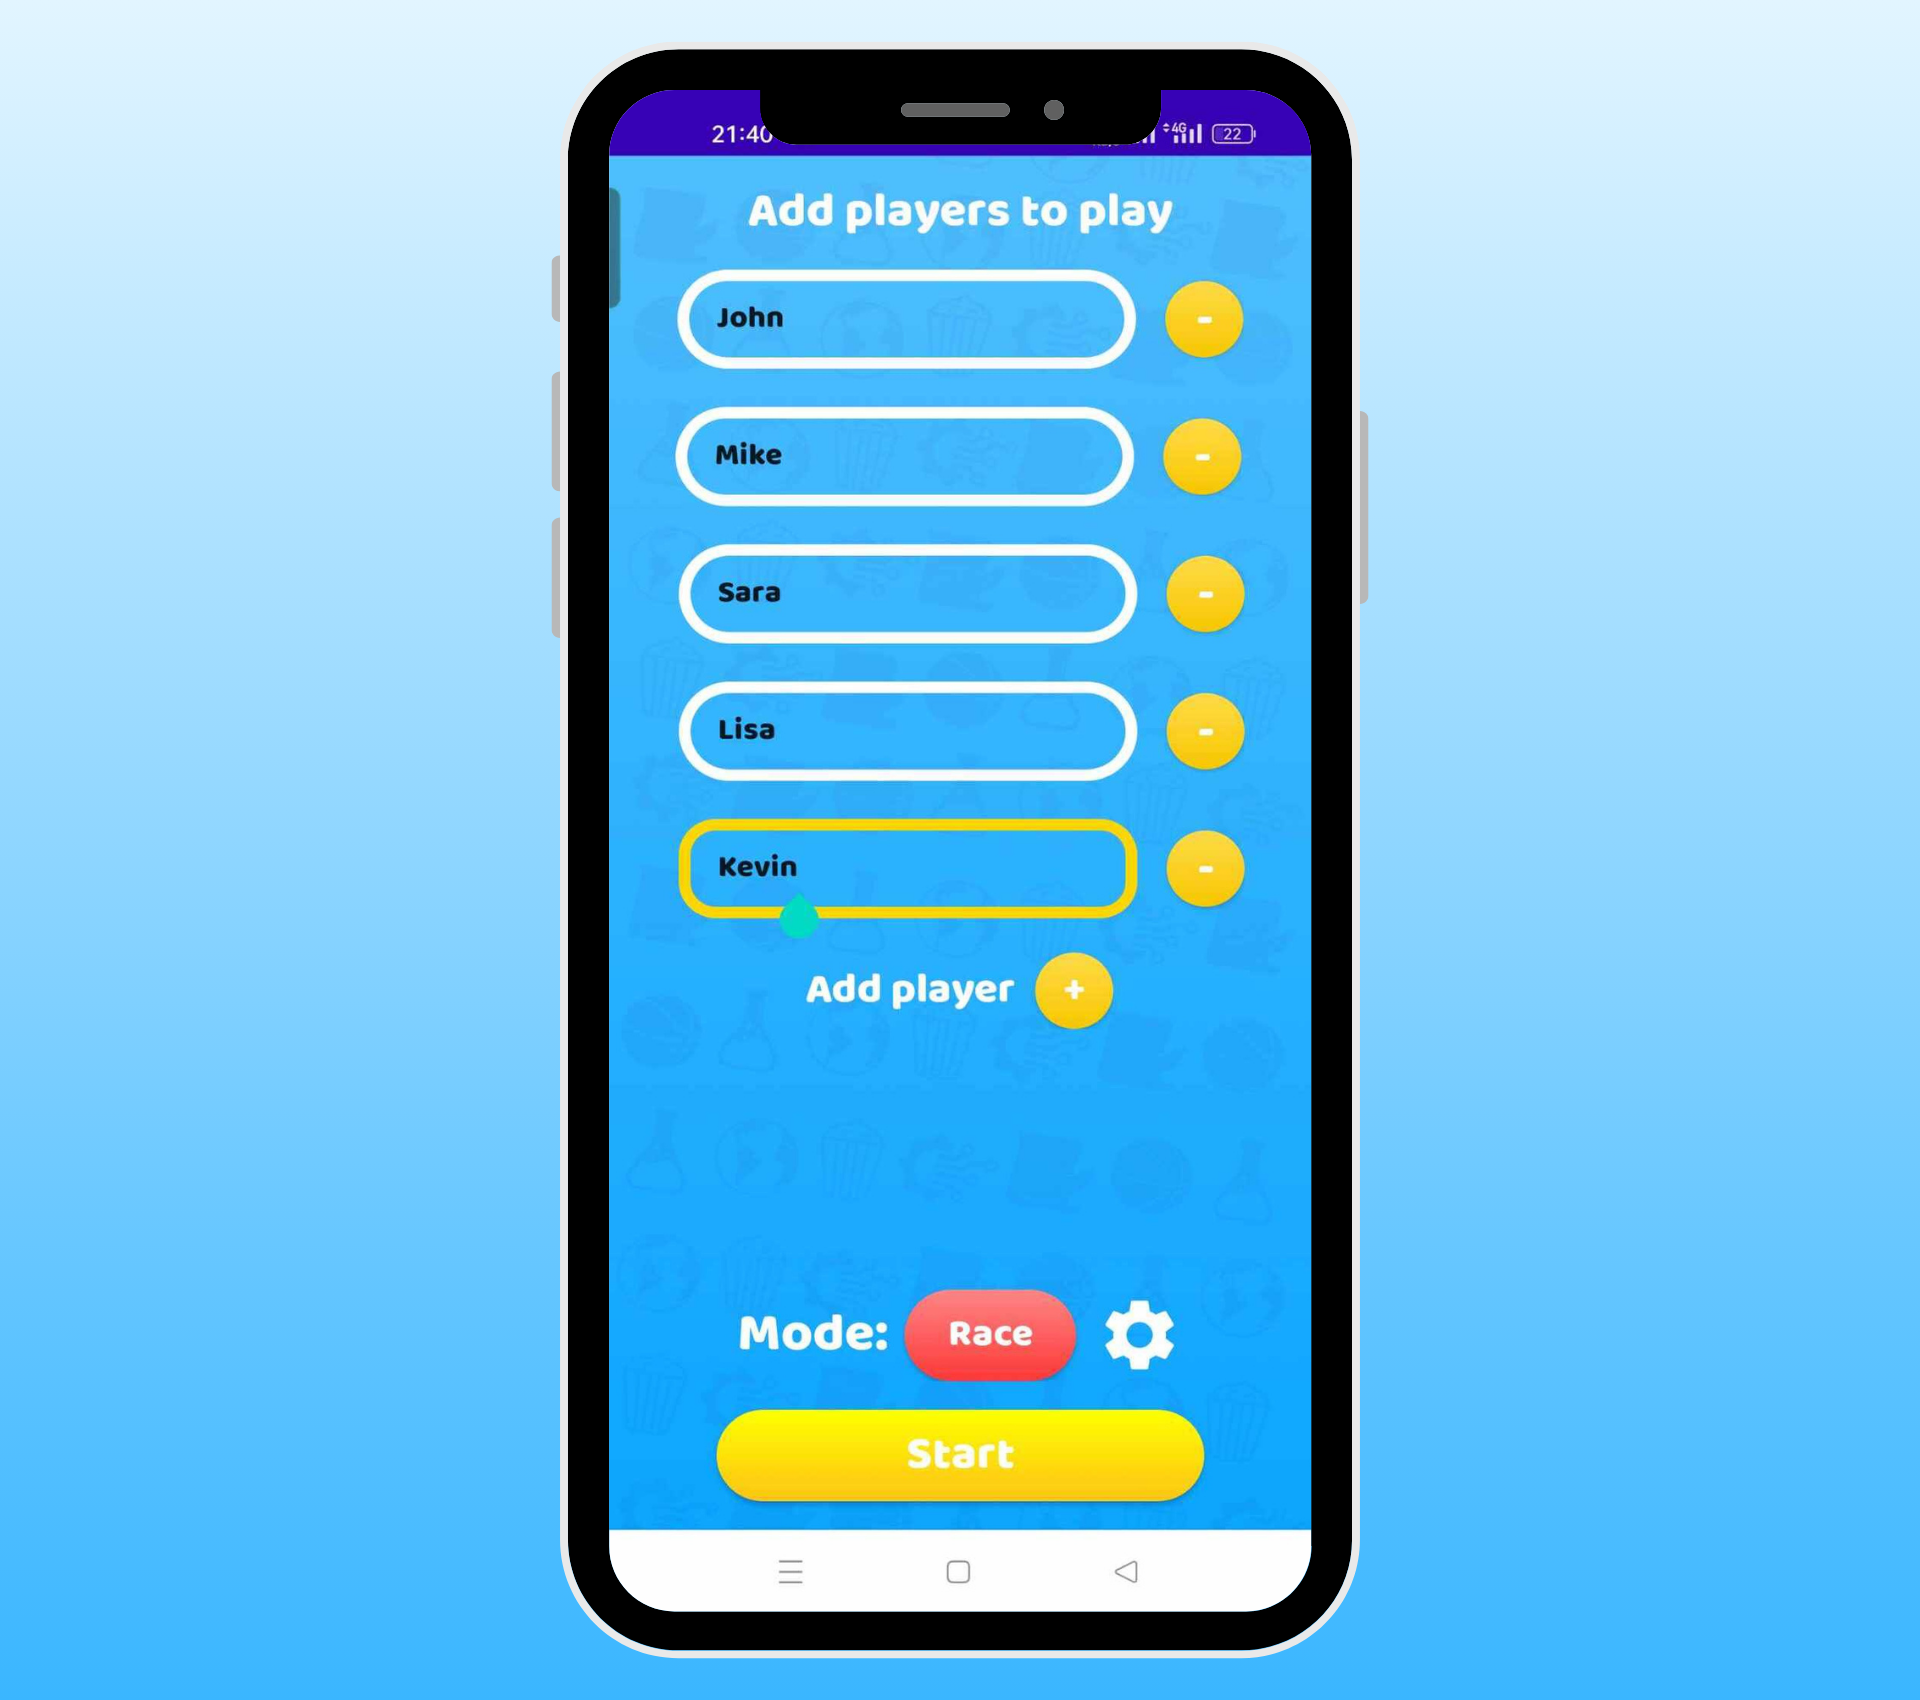 21:40
4G
22
Add players to play
John
-
Mike
-
Sara
-
Lisa
-
Kevin
-
Add player +
Mode: Race
Start